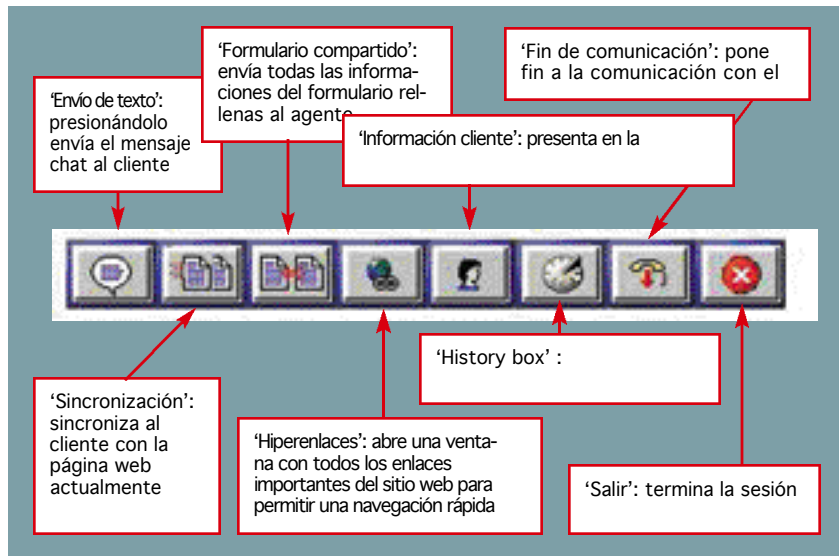 ‘Formulario compartido’:
envía todas las informa-
ciones del formulario rel-
lenas al agente
‘Fin de comunicación’: pone
fin a la comunicación con el
‘Envío de texto’:
presionándolo
envía el mensaje
chat al cliente
‘Información cliente’: presenta en la
‘History box’ :
‘Sincronización’:
sincroniza al
cliente con la
página web
actualmente
‘Hiperenlaces’: abre una venta-
na con todos los enlaces
importantes del sitio web para
permitir una navegación rápida
‘Salir’: termina la sesión